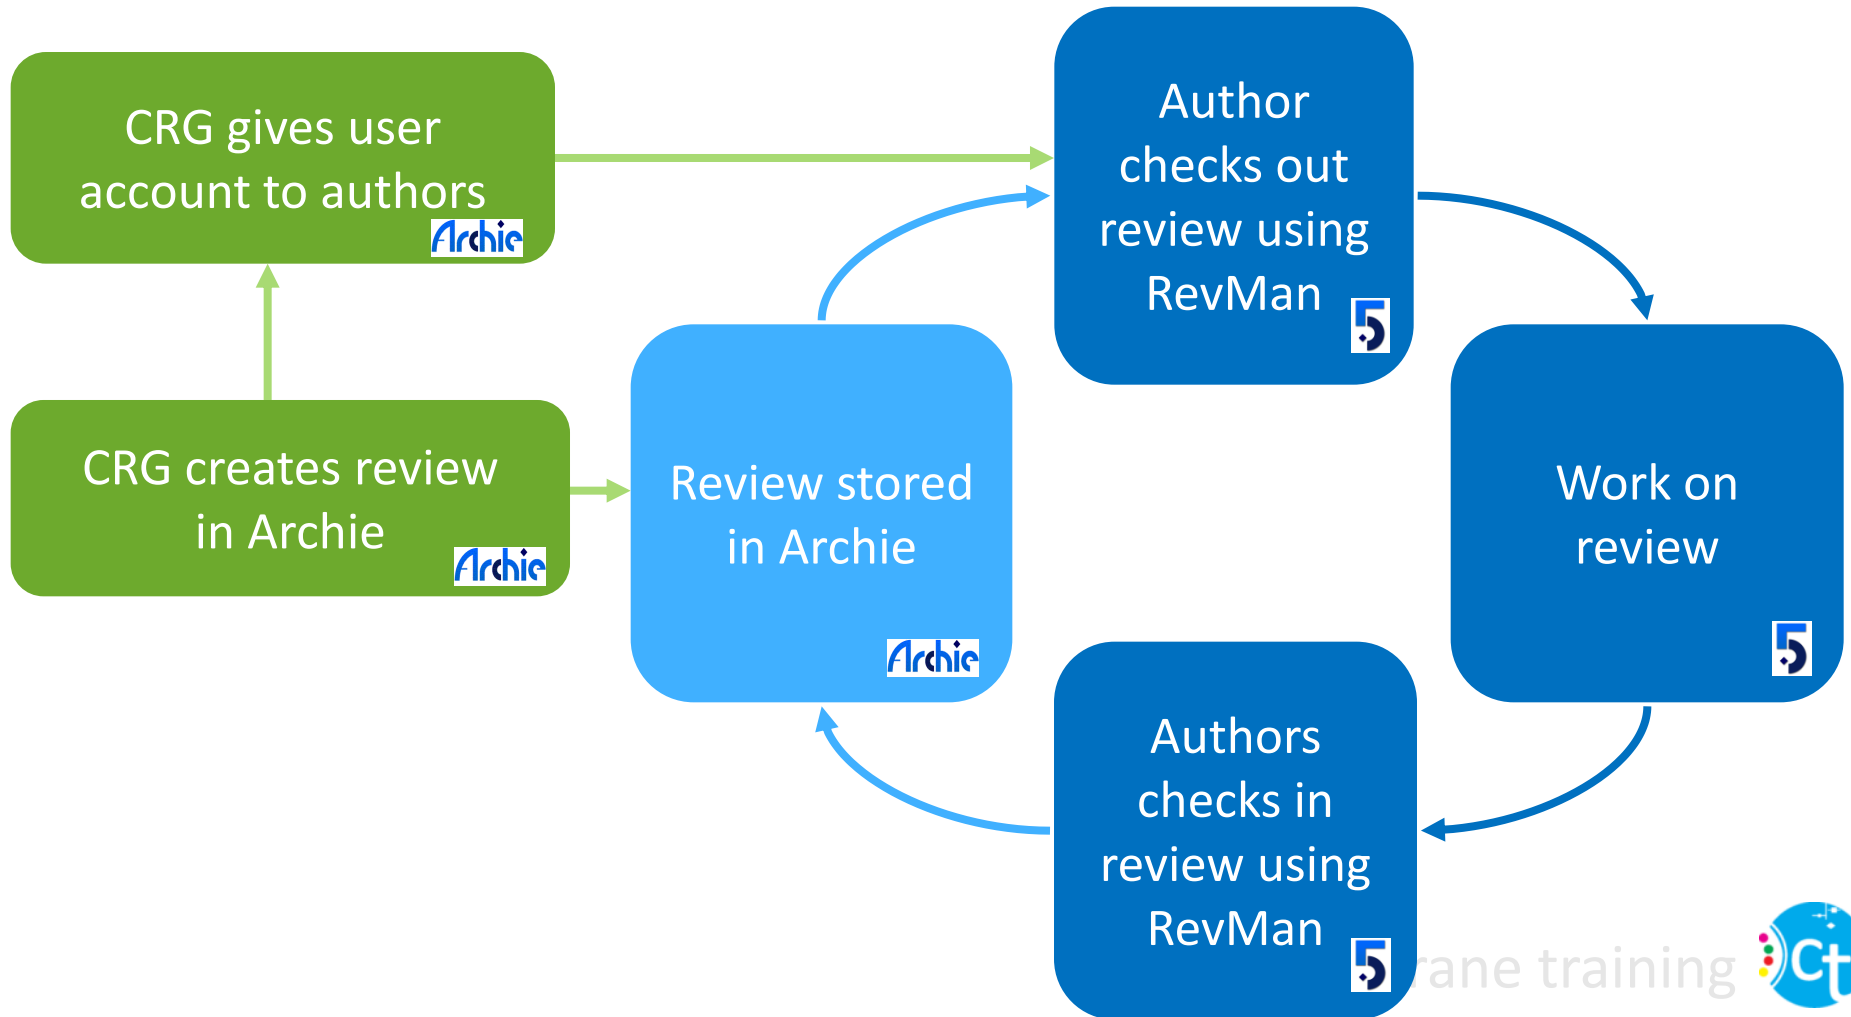 CRG gives user
account to authors
Archie
CRG creates review
in Archie
Archie
Review stored
in Archie
Archie
Author
checks out
review using
RevMan
5
Work on
review
5
Authors
checks in
review using
RevMan
5
rane training
Ct